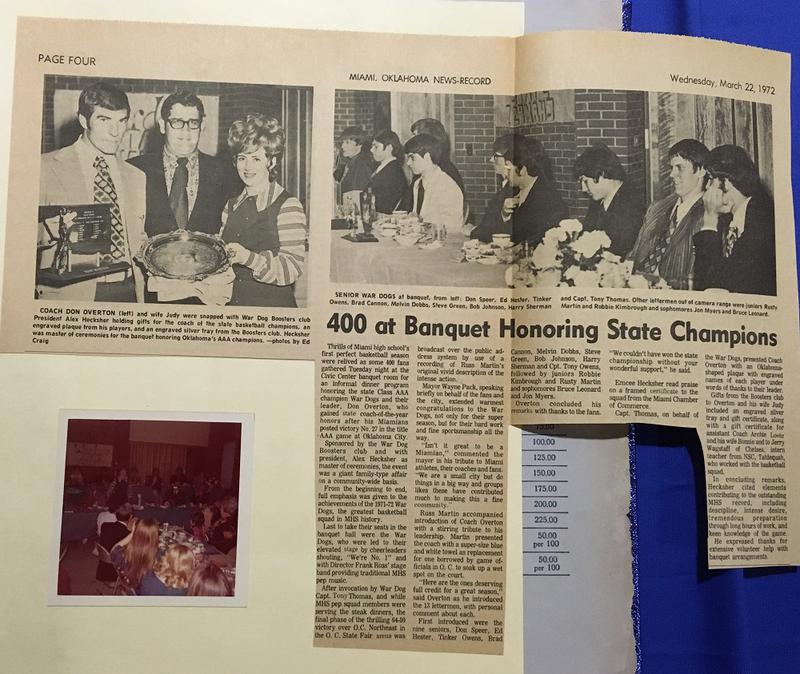 PAGE FOUR
MIAMI, OKLAHOMA NEWS-RECORD
Wednesday, March 22, 1972
COACH DON OVERTON (left) and wife Judy were snapped with War Dog Boosters club
President Alex Hecksher holding gifts for the coach of the state basketball champions, an
engraved plaque from his players, and an engraved silver tray from the Boosters club. Hecksher
was master of ceremonies for the banquet honoring Oklahoma's AAA champions. —photos by Ed
Craig
SENIOR WAR DOGS at banquet, from left: Don Speer, Ed Hester, Tinker
Owens, Brad Cannon, Melvin Dobbs, Steve Green, Bob Johnson, Harry Sherman
and Capt. Tony Thomas. Other lettermen out of camera range were juniors Rusty
Martin and Robbie Kimbrough and sophomores Jon Myers and Bruce Leonard.
400 at Banquet Honoring State Champions
Thrills of Miami high school's
first perfect basketball season
were relived as some 400 fans
gathered Tuesday night at the
Civic Center banquet room for
an informal dinner program
honoring the state Class AAA
champion War Dogs and their
leader, Don Overton, who
gained state coach-of-the-year
honors after his Miamians
posted victory No. 27 in the title
AAA game at Oklahoma City.
Sponsored by the War Dog
Boosters club and with
president, Alex Hecksher as
master of ceremonies, the event
was a giant family-type affair
on a community-wide basis.
From the beginning to end,
full emphasis was given to the
achievements of the 1971-72 War
Dogs, the greatest basketball
squad in MHS history.
Last to take their seats in the
banquet hall were the War
Dogs, who were led to their
elevated stage by cheerleaders
shouting, "We're No. 1" and
with Director Frank Ross' stage
band providing traditional MHS
pep music.
After invocation by War Dog
Capt. Tony Thomas, and while
MHS pep squad members were
serving the steak dinners, the
final phase of the thrilling 64-59
victory over O.C. Northeast in
the O.C. State Fair arena was
broadcast over the public ad-
dress system by use of a
recording of Russ Martin's
original vivid description of the
intense action.
Mayor Wayne Pack, speaking
briefly on behalf of the fans and
the city, extended warmest
congratulations to the War
Dogs, not only for their super
season, but for their hard work
and fine sportsmanship all the
way.
"Isn't it great to be a
Miamian," commented the
mayor in his tribute to Miami
athletes, their coaches and fans.
"We are a small city but do
things in a big way and groups
likes these have contributed
much to making this a fine
community."
Russ Martin accompanied
introduction of Coach Overton
with a stirring tribute to his
leadership. Martin presented
the coach with a super-size blue
and white towel as replacement
for one borrowed by game of-
ficials in O.C. to soak up a wet
spot on the court.
"Here are the ones deserving
full credit for a great season,"
said Overton as he introduced
the 13 lettermen, with personal
comment about each.
First introduced were the
nine seniors, Don Speer, Ed
Hester, Tinker Owens, Brad
Cannon, Melvin Dobbs, Steve
Green, Bob Johnson, Harry
Sherman and Cpt. Tony Owens,
followed by juniors Robbie
Kimbrough and Rusty Martin
and sophomores Bruce Leonard
and Jon Myers.
Overton concluded his
remarks with thanks to the fans.
"We couldn't have won the state
championship without your
wonderful support," he said.
Emcee Hecksher read praise
on a framed certificate to the
squad from the Miami Chamber
of Commerce.
Capt. Thomas, on behalf of
the War Dogs, presented Coach
Overton with an Oklahoma-
shaped plaque with engraved
names of each player under
words of thanks to their leader.
Gifts from the Boosters club
to Overton and his wife Judy
included an engraved silver
tray and gift certificate, along
with a gift certificate for
assistant Coach Archie Loetz
and his wife Bonnie and to Jerry
Wagstaff of Chelsea, intern
teacher from NSC, Tahlequah,
who worked with the basketball
squad.
In concluding remarks,
Hecksher cited elements
contributing to the outstanding
MHS record, including
descipline, intense desire,
tremendous preparation
through long hours of work, and
keen knowledge of the game.
He expressed thanks for
extensive volunteer help with
banquet arrangements.
75.00
100.00
125.00
150.00
175.00
200.00
225.00
50.00
per 100
50.00
per 100